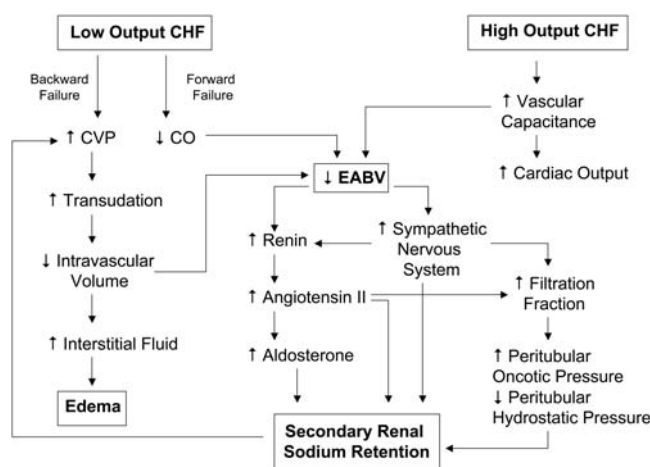 Low Output CHF
High Output CHF
Backward
Failure
Forward
Failure
↑ Vascular
Capacitance
↑ CVP
↓ CO
↑ Cardiac Output
↓ EABV
↑ Transudation
↑ Renin
↑ Sympathetic
Nervous
System
↓ Intravascular
Volume
↑ Filtration
Fraction
↑ Angiotensin II
↑ Interstitial Fluid
↑ Aldosterone
↑ Peritubular
Oncotic Pressure
↓ Peritubular
Hydrostatic Pressure
Edema
Secondary Renal
Sodium Retention